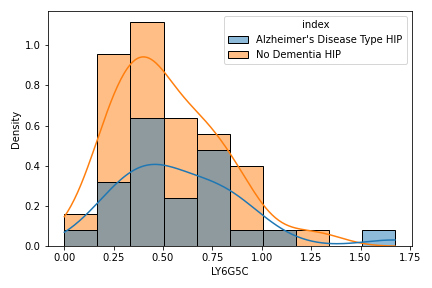 index
Alzheimer's Disease Type HIP
No Dementia HIP
Density
1.0
0.8
0.6
0.4
0.2
0.0
0.00 0.25 0.50 0.75 1.00 1.25 1.50 1.75
LY6G5C